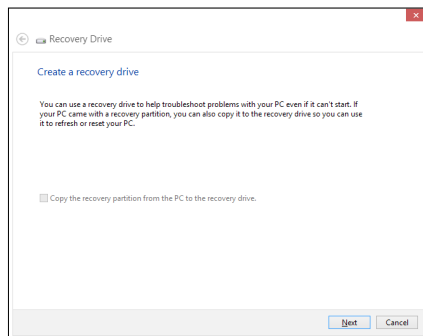 Recovery Drive
Create a recovery drive
You can use a recovery drive to help troubleshoot problems with your PC even if it can't start. If
your PC came with a recovery partition, you can also copy it to the recovery drive so you can use
it to refresh or reset your PC.
Copy the recovery partition from the PC to the recovery drive.
Next Cancel